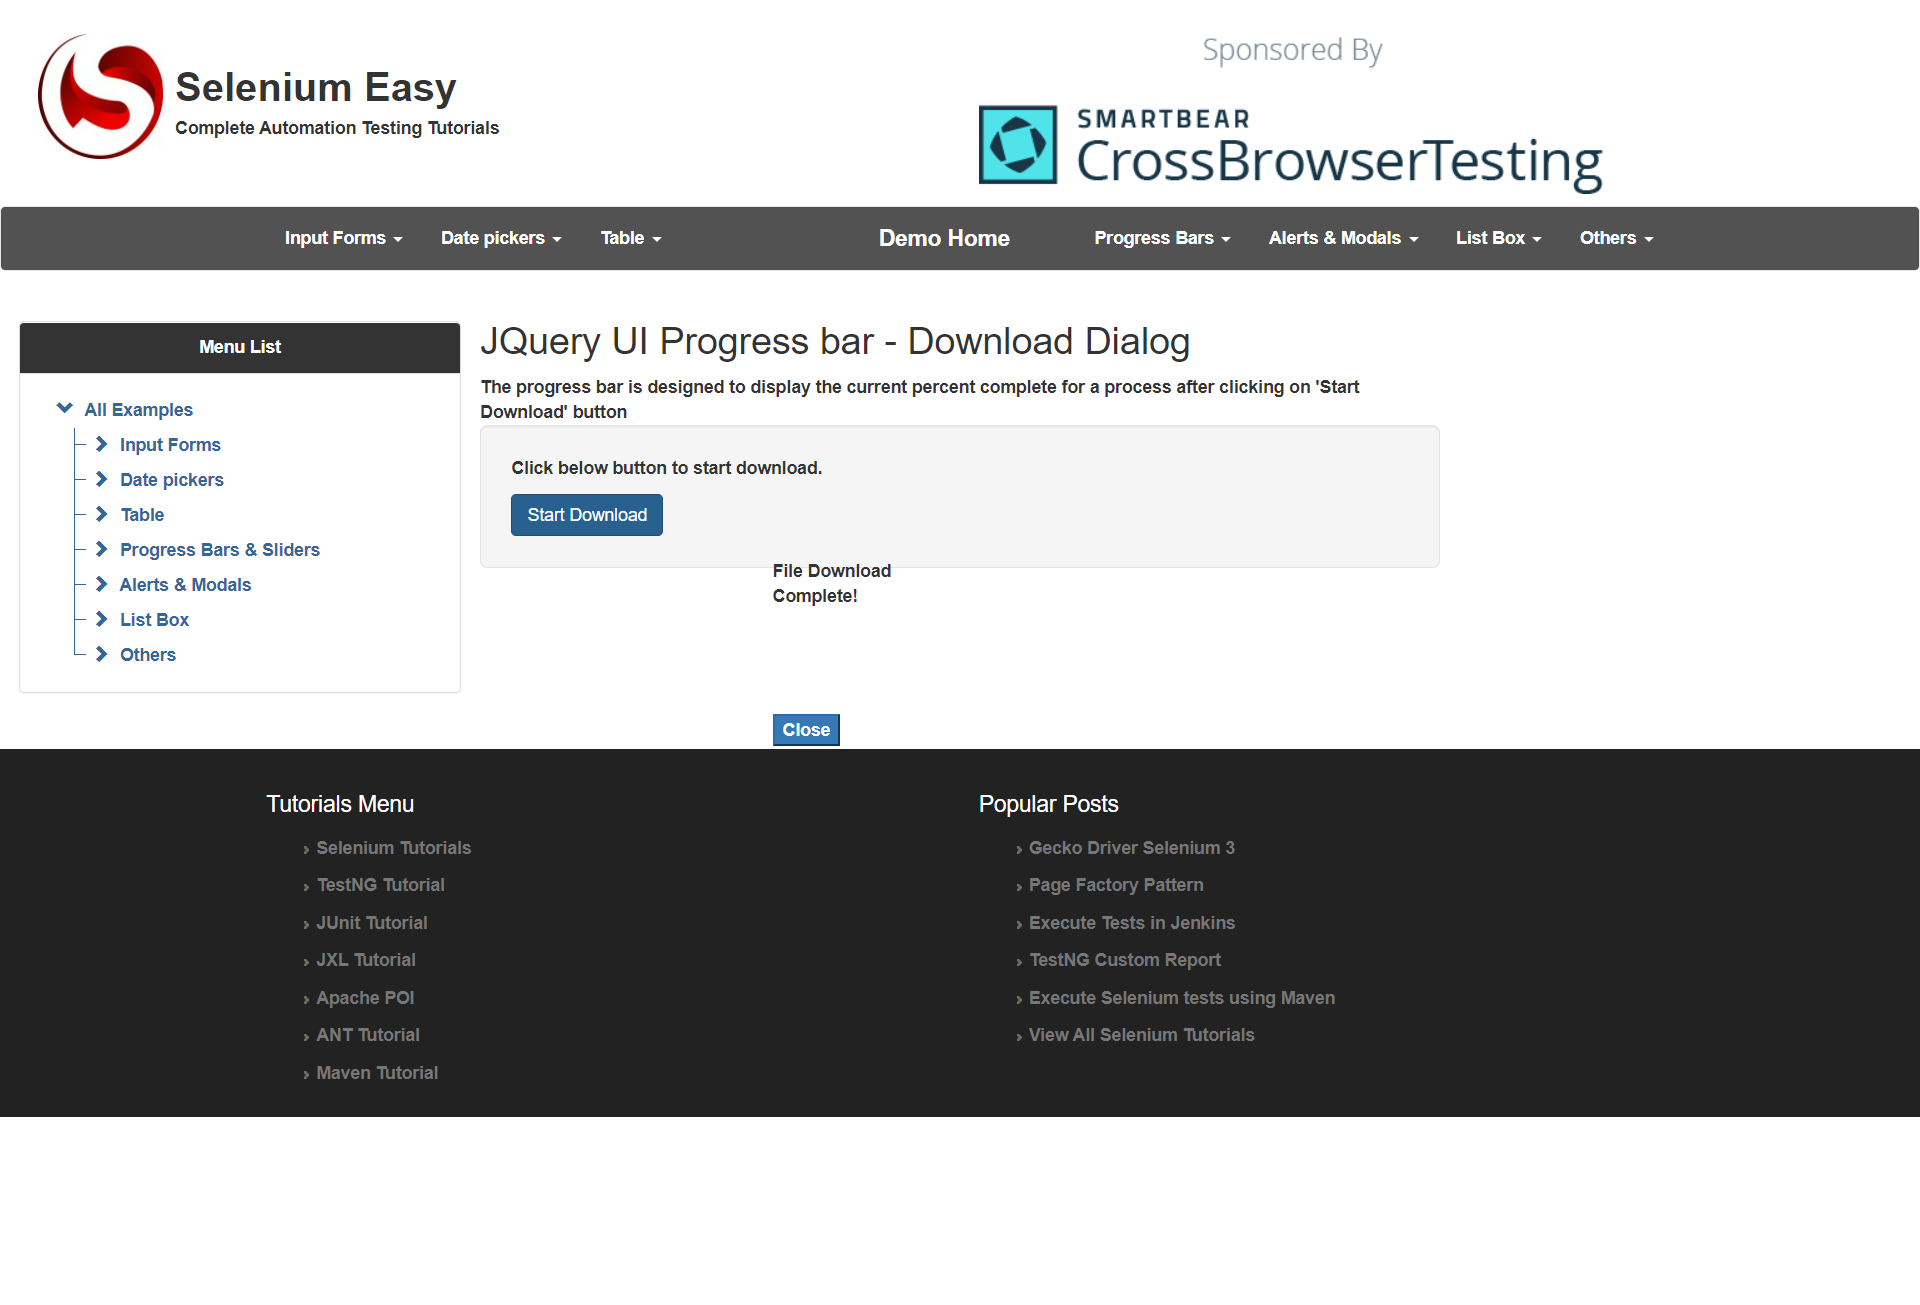 Selenium Easy
Complete Automation Testing Tutorials
Sponsored By
SMARTBEAR
CrossBrowserTesting
Input Forms
Date pickers
Table
Demo Home
Progress Bars
Alerts & Modals
List Box
Others
Menu List
All Examples
Input Forms
Date pickers
Table
Progress Bars & Sliders
Alerts & Modals
List Box
Others
JQuery UI Progress bar - Download Dialog
The progress bar is designed to display the current percent complete for a process after clicking on 'Start
Download' button
Click below button to start download.
Start Download
File Download
Complete!
Close
Tutorials Menu
Selenium Tutorials
TestNG Tutorial
JUnit Tutorial
JXL Tutorial
Apache POI
ANT Tutorial
Maven Tutorial
Popular Posts
Gecko Driver Selenium 3
Page Factory Pattern
Execute Tests in Jenkins
TestNG Custom Report
Execute Selenium tests using Maven
View All Selenium Tutorials